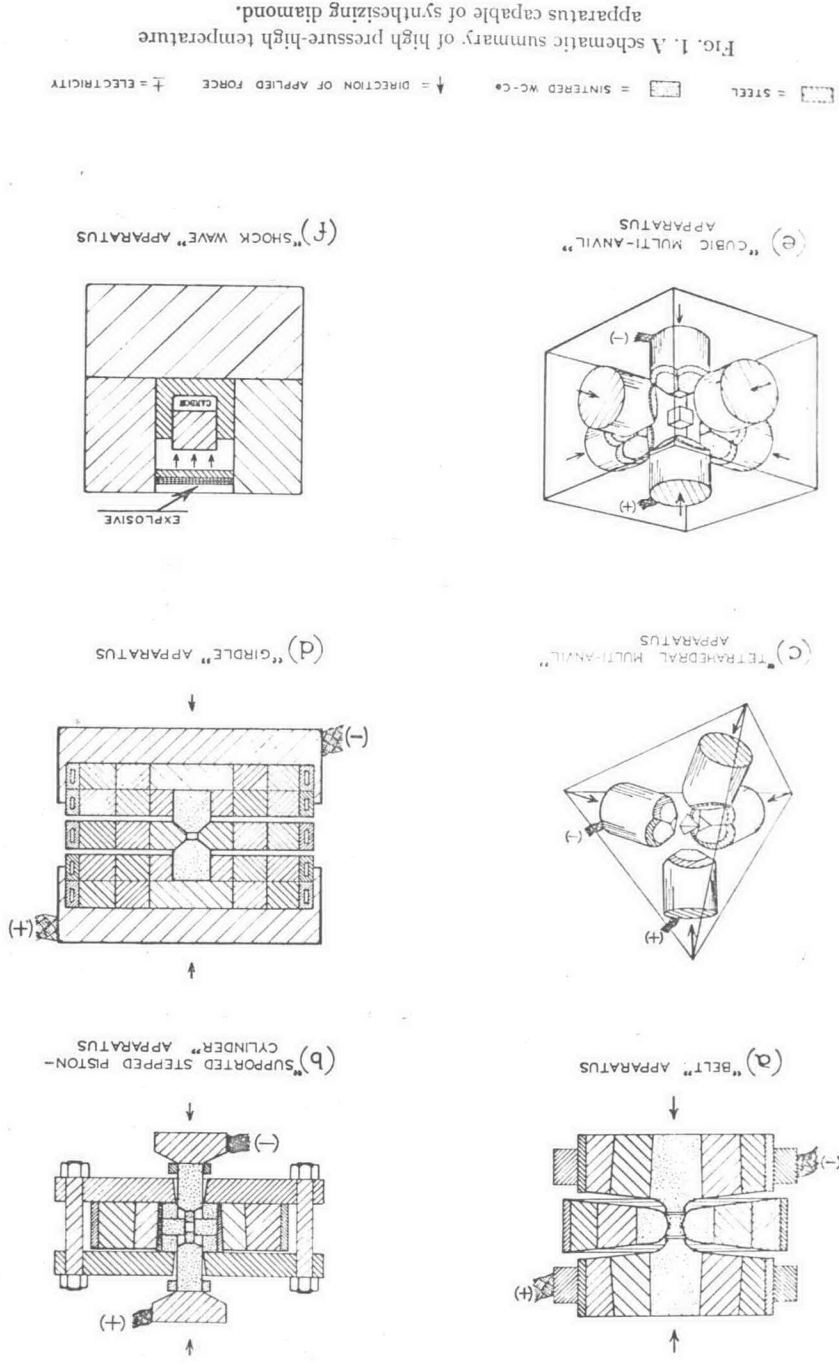 (+)
(-)
(a) "BELT" APPARATUS
(+)
(-)
(b) "SUPPORTED STEPPED PISTON-
CYLINDER" APPARATUS
(+)
(-)
(c) "TETRAHEDRAL MULTI-ANVIL"
APPARATUS
(+)
(-)
(d) "GIRDLE" APPARATUS
(+)
(-)
(e) "CUBIC MULTI-ANVIL"
APPARATUS
EXPLOSIVE
CARBON
(f) "SHOCK WAVE" APPARATUS
= STEEL = SINTERED WC-Co ↓ = DIRECTION OF APPLIED FORCE ± = ELECTRICITY
FIG. 1. A schematic summary of high pressure-high temperature
apparatus capable of synthesizing diamond.